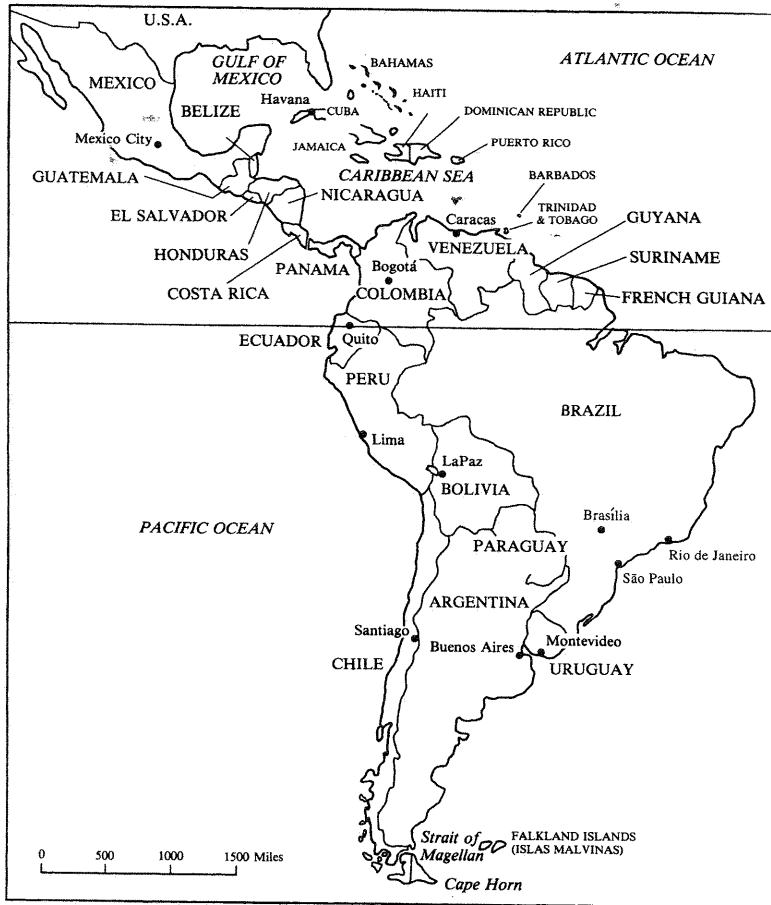 U.S.A.
GULF OF
MEXICO
ATLANTIC OCEAN
BAHAMAS
MEXICO
HAITI
Havana
BELIZE
CUBA
DOMINICAN REPUBLIC
Mexico City
JAMAICA
PUERTO RICO
CARIBBEAN SEA
GUATEMALA
BARBADOS
NICARAGUA
TRINIDAD
& TOBAGO
EL SALVADOR
Caracas
GUYANA
HONDURAS
VENEZUELA
SURINAME
PANAMA
Bogotá
COSTA RICA
COLOMBIA
FRENCH GUIANA
ECUADOR
Quito
PERU
BRAZIL
Lima
LaPaz
BOLIVIA
Brasília
PACIFIC OCEAN
PARAGUAY
Rio de Janeiro
São Paulo
ARGENTINA
Santiago
Buenos Aires
Montevideo
CHILE
URUGUAY
Strait of
Magellan
FALKLAND ISLANDS
(ISLAS MALVINAS)
0 500 1000 1500 Miles
Cape Horn